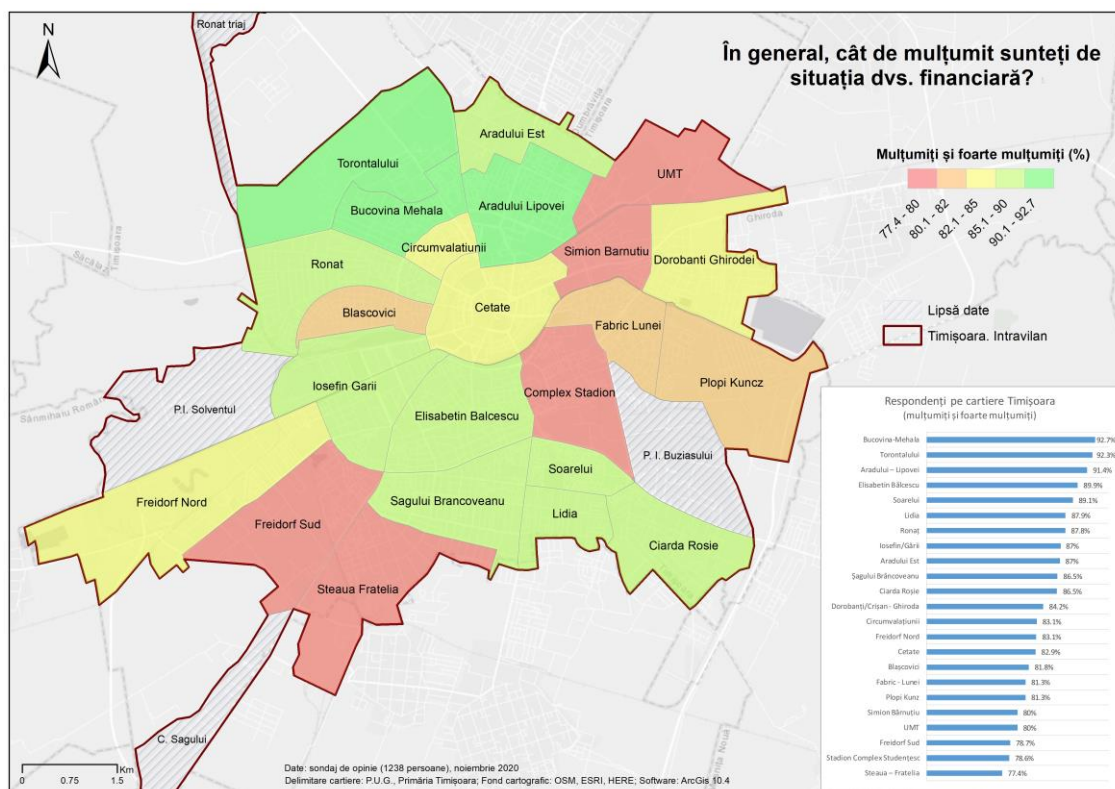 Ronat triaj
N
În general, cât de mulțumit sunteți de
situația dvs. financiară?
Dumbrăvița
Timișoara
Aradului Est
Torontalului
UMT
Mulțumiți și foarte mulțumiți (%)
77.4 - 80
80.1 - 82
82.1 - 85
85.1 - 90
90.1 - 92.7
Bucovina Mehala
Aradului Lipovei
Ghiroda
Săcălaz
Timișoara
Circumvalatiunii
Simion Barnutiu
Dorobanti Ghirodei
Ronat
Cetate
Blascovici
Fabric Lunei
Lipsă date
Timișoara. Intravilan
Iosefin Garii
Plopi Kuncz
Complex Stadion
P.I. Solventul
Sânmihaiu Român
Elisabetin Balcescu
P. I. Buziasului
Soarelui
Freidorf Nord
Sagului Brancoveanu
Lidia
Freidorf Sud
Ciarda Rosie
Steaua Fratelia
C. Sagului
Respondenți pe cartiere Timișoara
(mulțumiți și foarte mulțumiți)
Bucovina-Mehala 92.7%
Torontalului 92.3%
Aradului – Lipovei 91.4%
Elisabetin Bălcescu 89.9%
Soarelui 89.1%
Lidia 87.9%
Ronaț 87.8%
Iosefin/Gării 87%
Aradului Est 87%
Șagului Brâncoveanu 86.5%
Ciarda Roșie 86.5%
Dorobanți/Crișan - Ghiroda 84.2%
Circumvalațiunii 83.1%
Freidorf Nord 83.1%
Cetate 82.9%
Blașcovici 81.8%
Fabric - Lunei 81.3%
Plopi Kunz 81.3%
Simion Bărnuțiu 80%
UMT 80%
Freidorf Sud 78.7%
Stadion Complex Studențesc 78.6%
Steaua – Fratelia 77.4%
0 0.75 1.5 Km
Date: sondaj de opinie (1238 persoane), noiembrie 2020
Delimitare cartiere: P.U.G., Primăria Timișoara; Fond cartografic: OSM, ESRI, HERE; Software: ArcGis 10.4